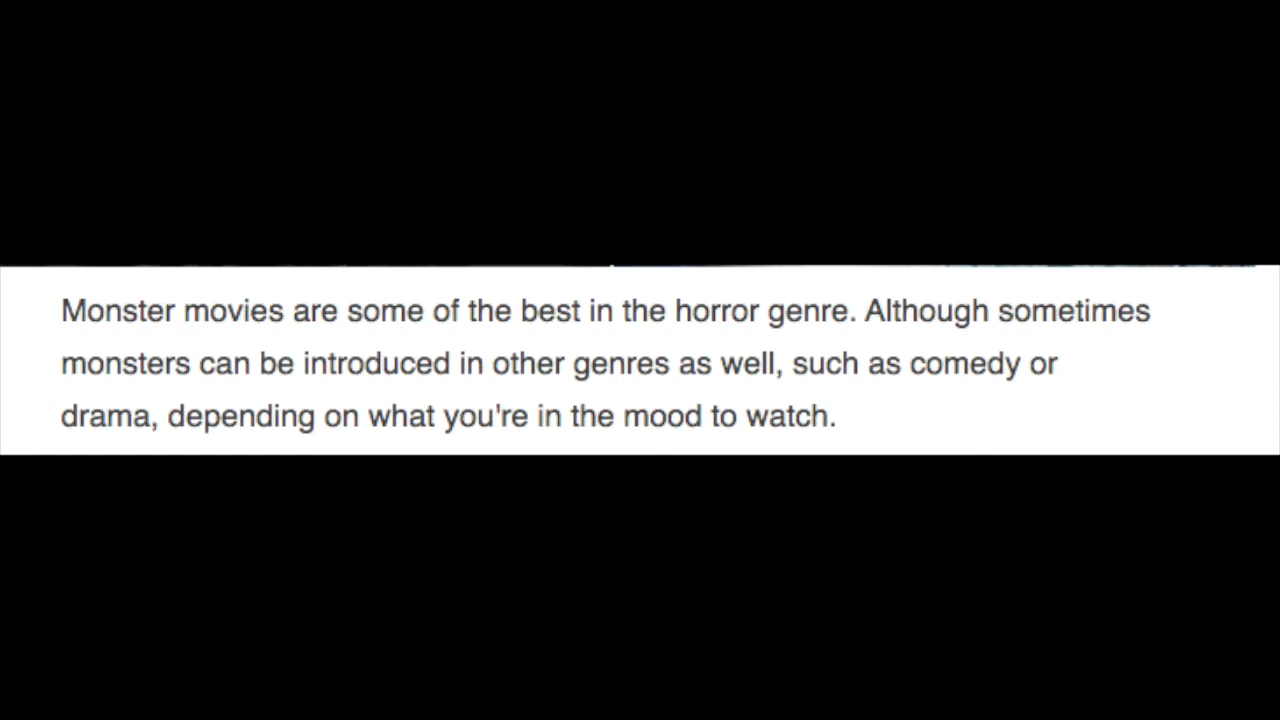 Monster movies are some of the best in the horror genre. Although sometimes
monsters can be introduced in other genres as well, such as comedy or
drama, depending on what you're in the mood to watch.